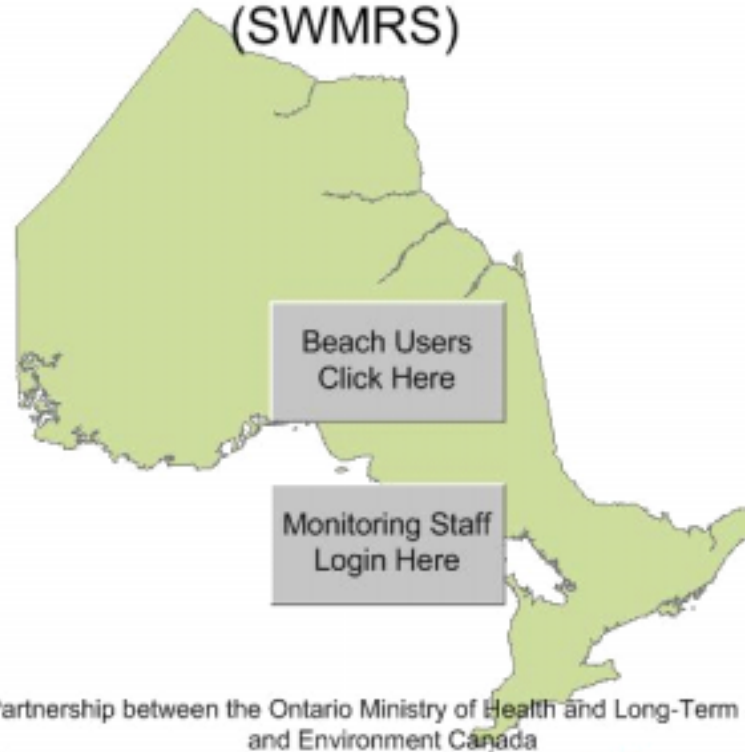 (SWMRS)
Beach Users
Click Here
Monitoring Staff
Login Here
Partnership between the Ontario Ministry of Health and Long-Term
and Environment Canada